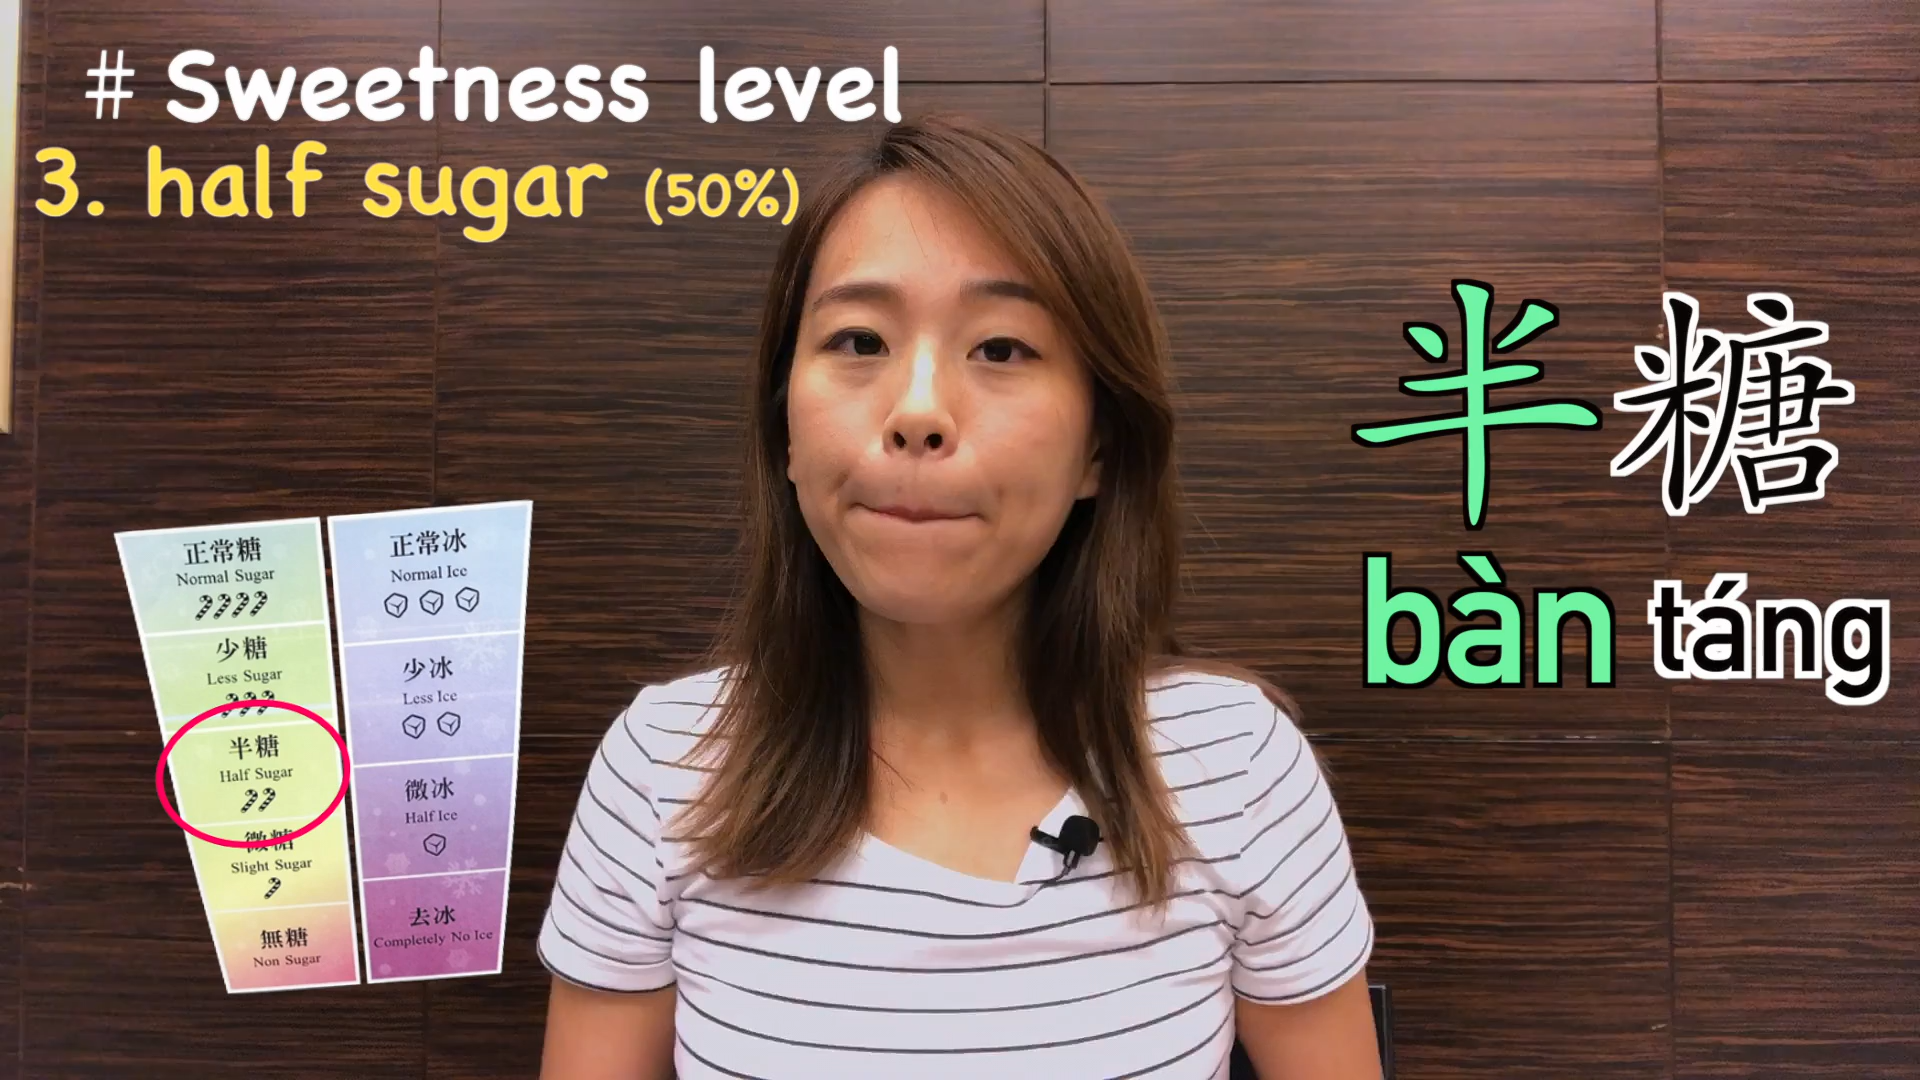 # Sweetness level
3. half sugar (50%)
半糖
bàn táng
正常糖
Normal Sugar
少糖
Less Sugar
半糖
Half Sugar
微糖
Slight Sugar
無糖
Non Sugar
正常冰
Normal Ice
少冰
Less Ice
微冰
Half Ice
去冰
Completely No Ice